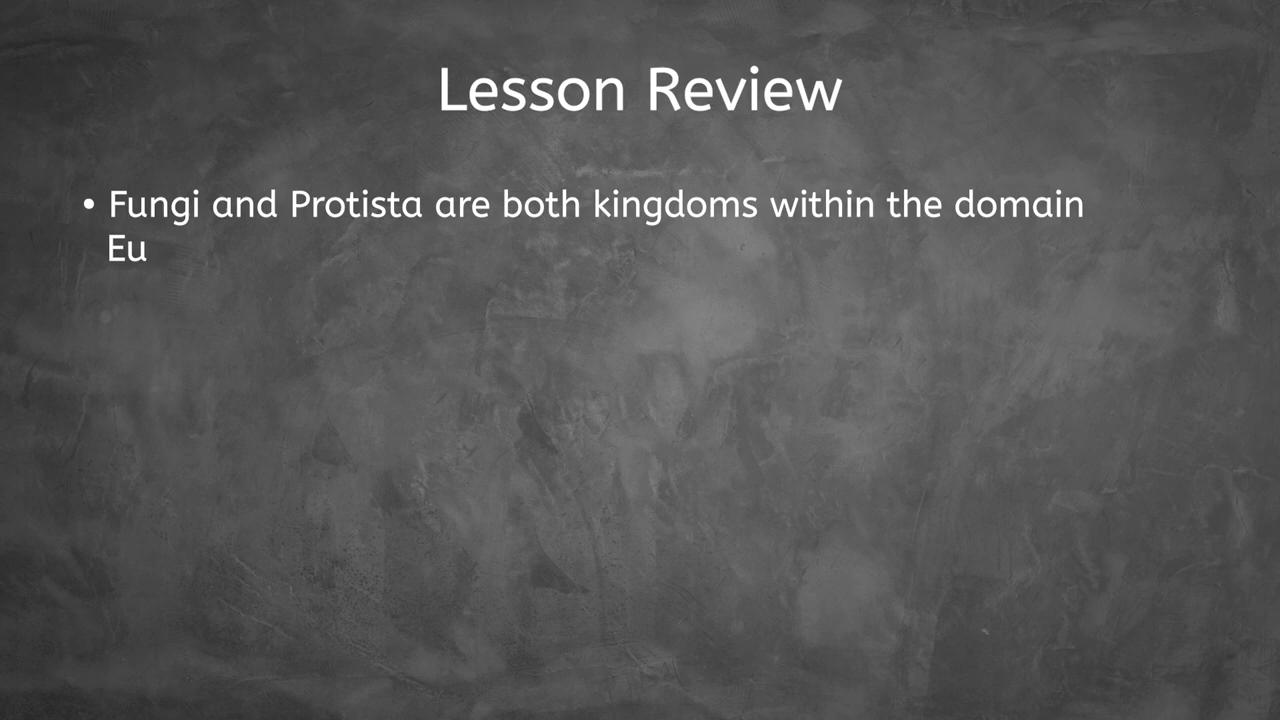 Lesson Review
• Fungi and Protista are both kingdoms within the domain
Eu